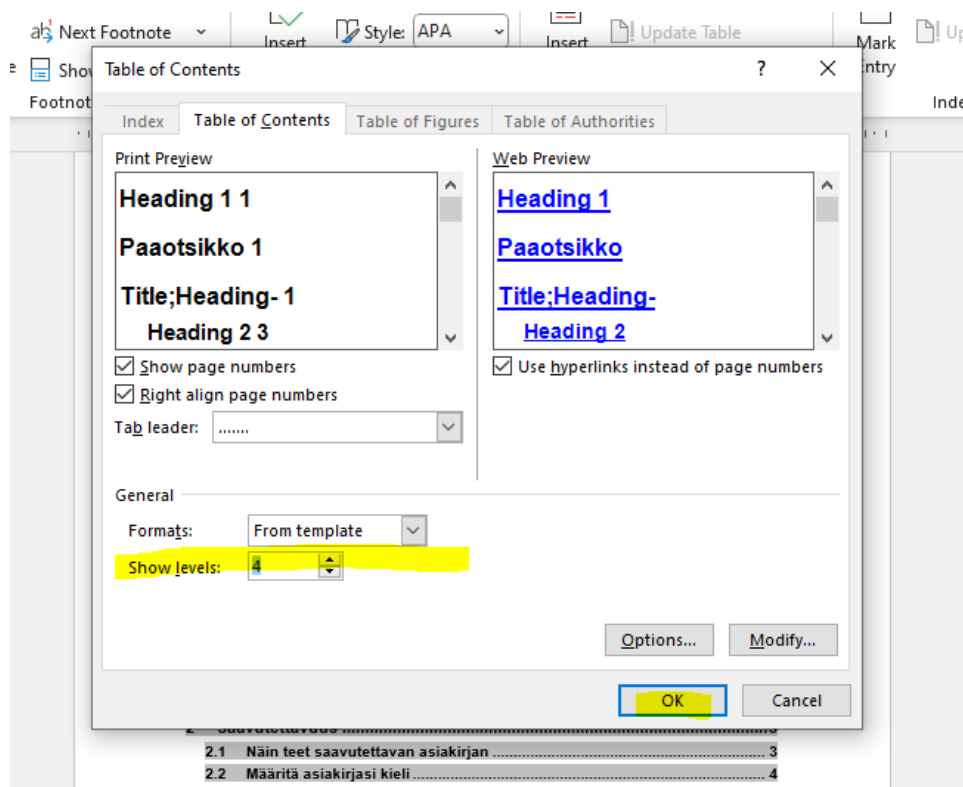 ab Next Footnote
Insert
Style: APA
Insert
Update Table
Mark
Entry
Table of Contents ?
Index Table of Contents Table of Figures Table of Authorities
Print Preview
Heading 1 1
Paaotsikko 1
Title;Heading- 1
Heading 2 3
Show page numbers
Right align page numbers
Tab leader: .......
Web Preview
Heading 1
Paaotsikko
Title;Heading-
Heading 2
Use hyperlinks instead of page numbers
General
Formats: From template
Show levels: 4
Options... Modify...
OK Cancel
2.1 Näin teet saavutettavan asiakirjan ........ 3
2.2 Määritä asiakirjasi kieli ........ 4